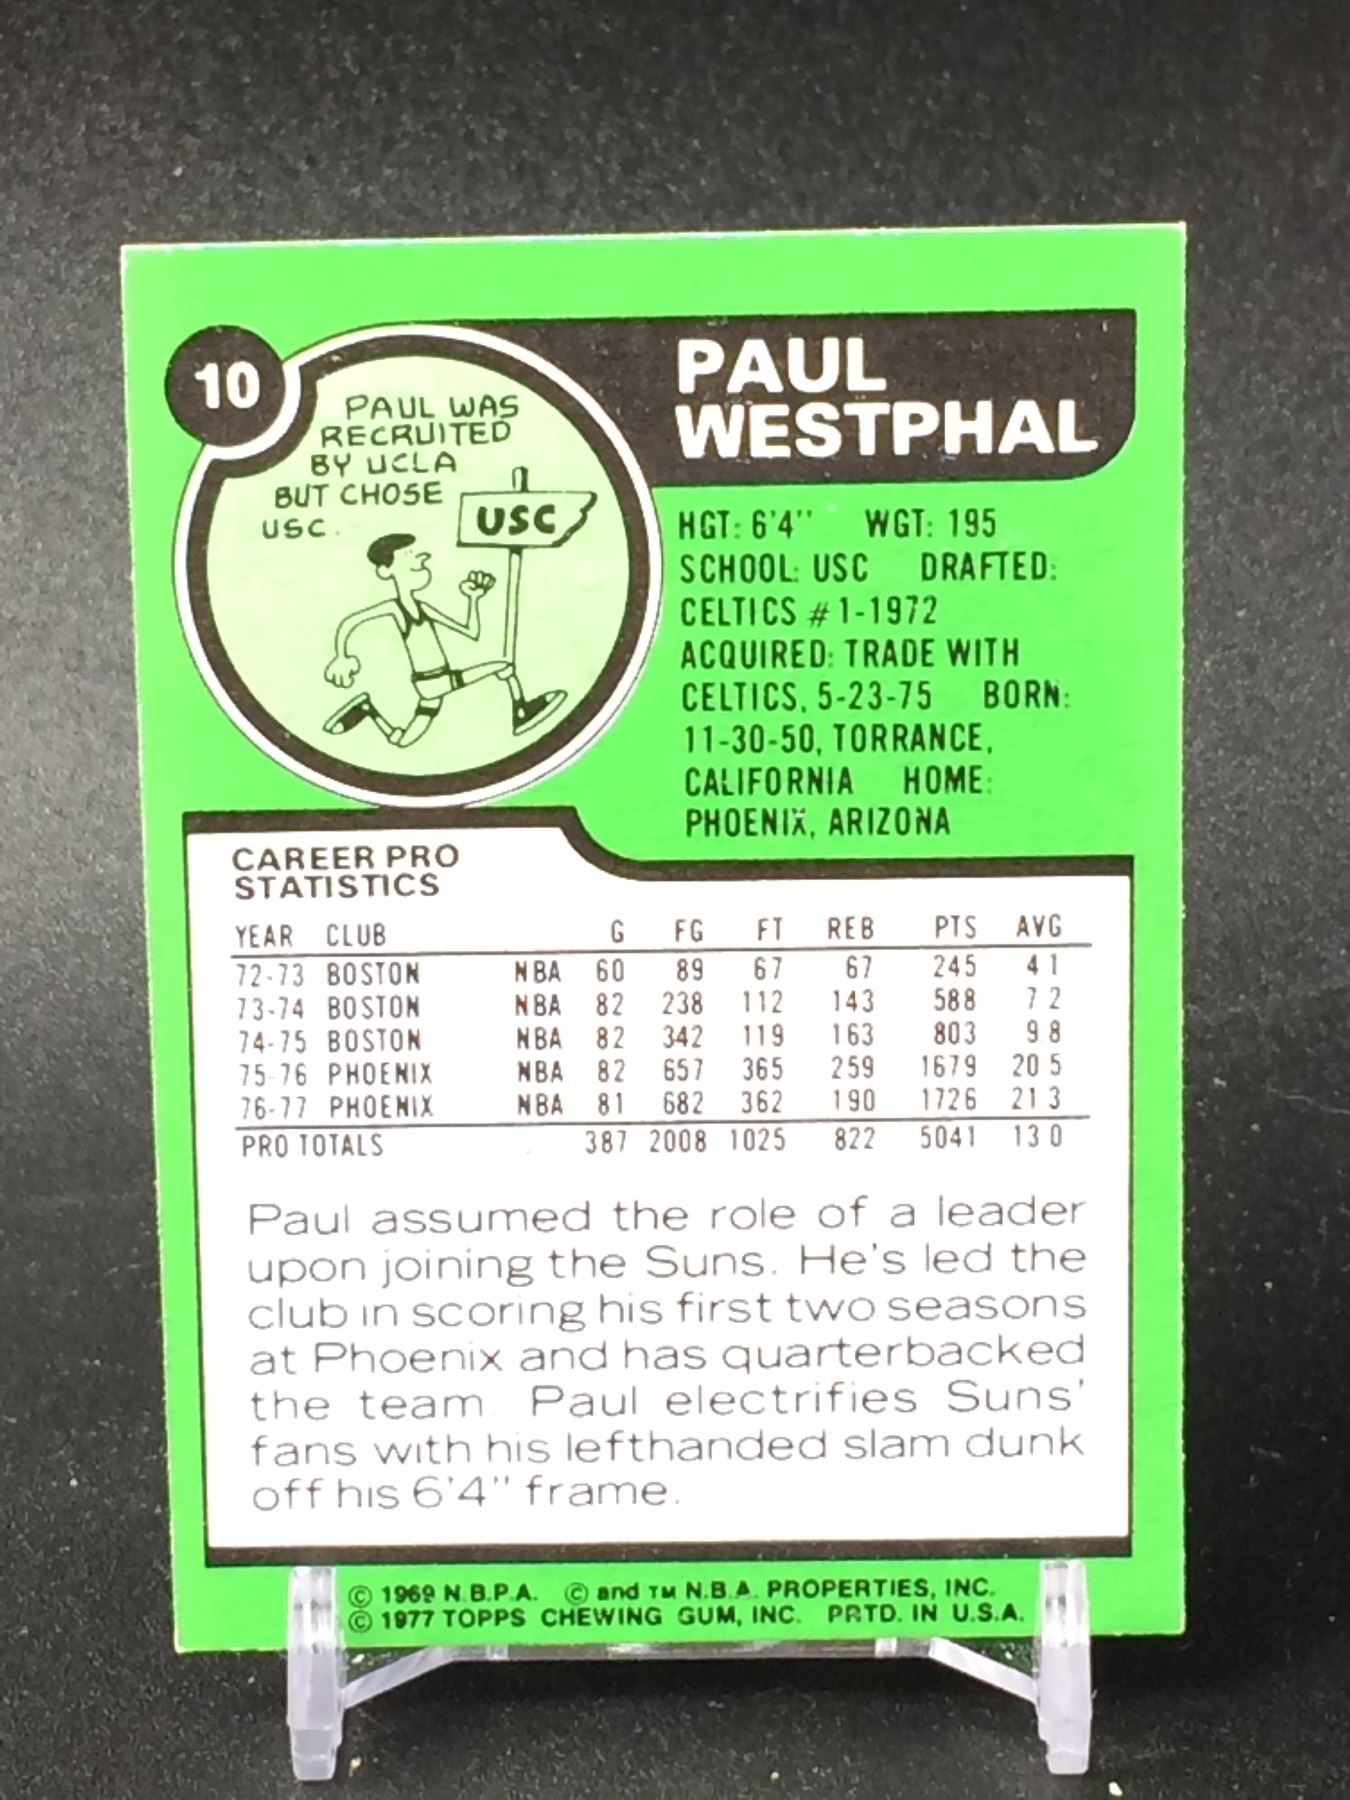 10
PAUL WAS
RECRUITED
BY UCLA
BUT CHOSE
USC.
USC
PAUL
WESTPHAL
HGT: 6'4" WGT: 195
SCHOOL: USC DRAFTED:
CELTICS #1-1972
ACQUIRED: TRADE WITH
CELTICS, 5-23-75 BORN:
11-30-50, TORRANCE,
CALIFORNIA HOME:
PHOENIX, ARIZONA
CAREER PRO
STATISTICS
YEAR CLUB G FG FT REB PTS AVG
72-73 BOSTON NBA 60 89 67 67 245 4.1
73-74 BOSTON NBA 82 238 112 143 588 7.2
74-75 BOSTON NBA 82 342 119 163 803 9.8
75-76 PHOENIX NBA 82 657 365 259 1679 20.5
76-77 PHOENIX NBA 81 682 362 190 1726 21.3
PRO TOTALS 387 2008 1025 822 5041 13.0
Paul assumed the role of a leader
upon joining the Suns. He's led the
club in scoring his first two seasons
at Phoenix and has quarterbacked
the team. Paul electrifies Suns'
fans with his lefthanded slam dunk
off his 6'4" frame.
© 1969 N.B.P.A. © and TM N.B.A. PROPERTIES, INC.
© 1977 TOPPS CHEWING GUM, INC. PRTD. IN U.S.A.